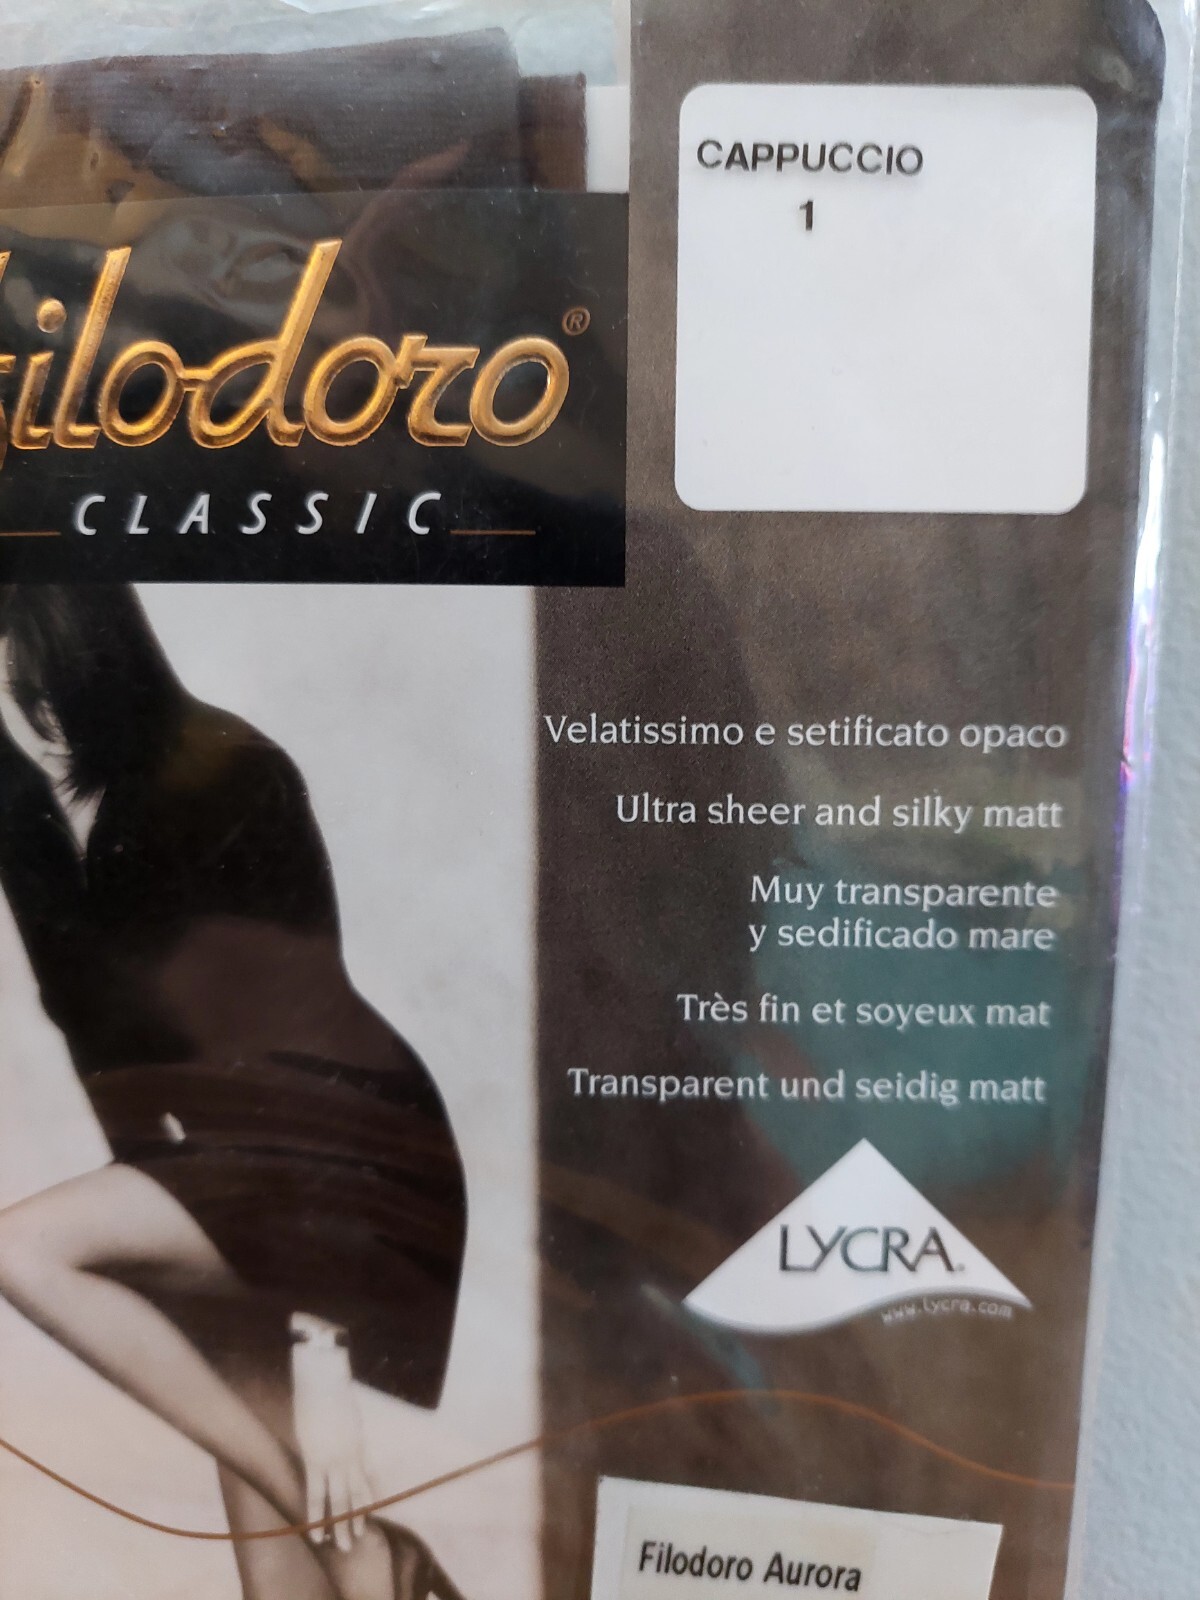 CAPPUCCIO
1
filodoro®
CLASSIC
Velatissimo e setificato opaco
Ultra sheer and silky matt
Muy transparente
y sedificado mare
Très fin et soyeux mat
Transparent und seidig matt
LYCRA®
www.lycra.com
Filodoro Aurora